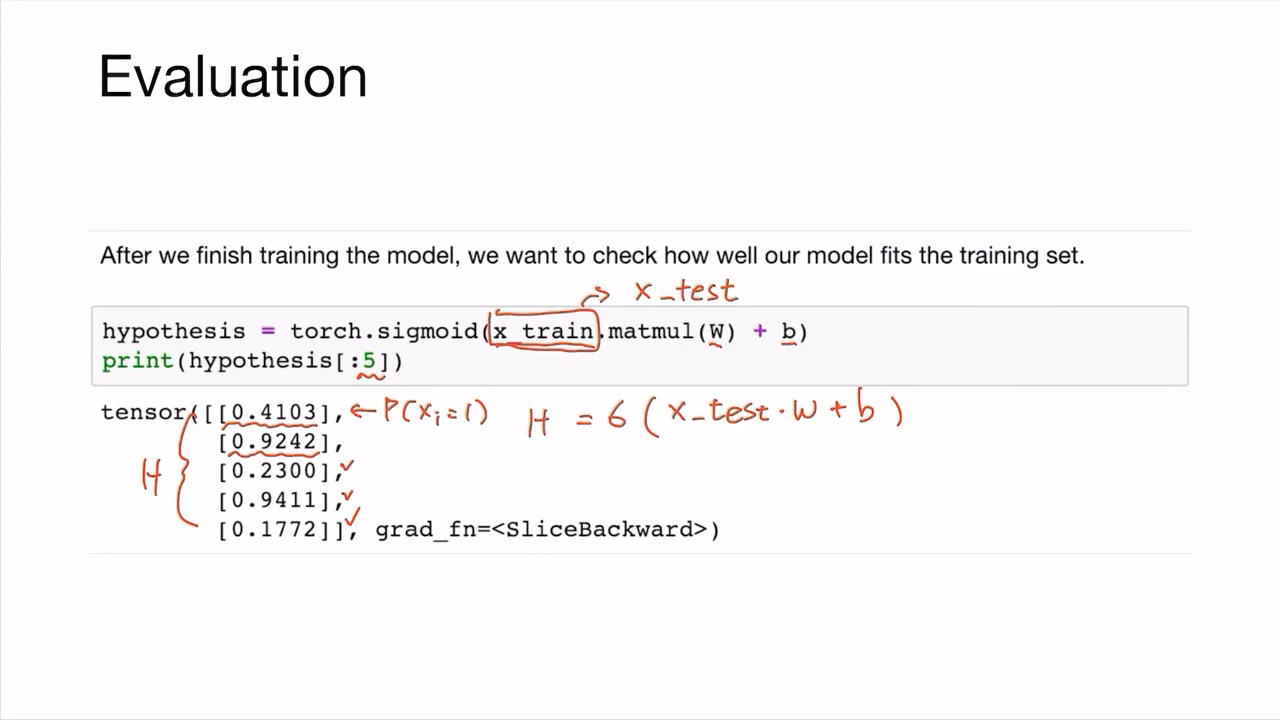 Evaluation
After we finish training the model, we want to check how well our model fits the training set.
x_test
hypothesis = torch.sigmoid(x_train.matmul(W) + b)
print(hypothesis[:5])
tensor([[0.4103], ← P(xᵢ=1) H = 6 (x_test · W + b)
[0.9242],
H [0.2300],
[0.9411],
[0.1772]], grad_fn=<SliceBackward>)